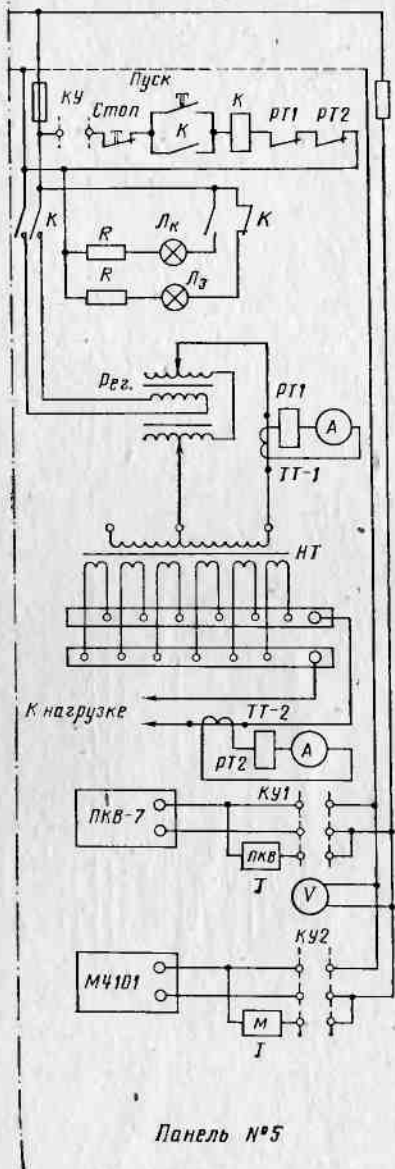 Пуск
КУ
Стоп
Т
Т
К
К
РТ1
РТ2
К
R
Лк
К
R
Лз
Рег.
РТ1
А
ТТ-1
НТ
К нагрузке
ТТ-2
РТ2
А
ПКВ-7
КУ1
ПКВ
I
V
КУ2
М4101
М
I
Панель №5